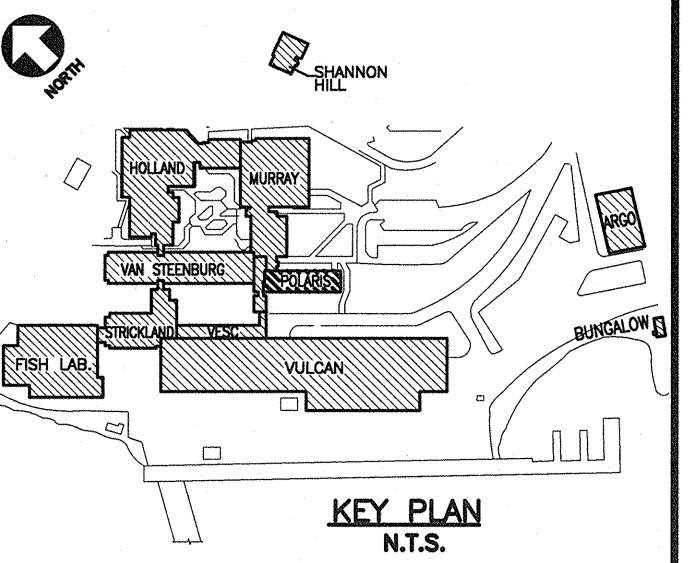 NORTH
SHANNON
HILL
HOLLAND
MURRAY
ARGO
VAN STEENBURG
POLARIS
BUNGALOW
STRICKLAND
VESC
FISH LAB.
VULCAN
KEY PLAN
N.T.S.